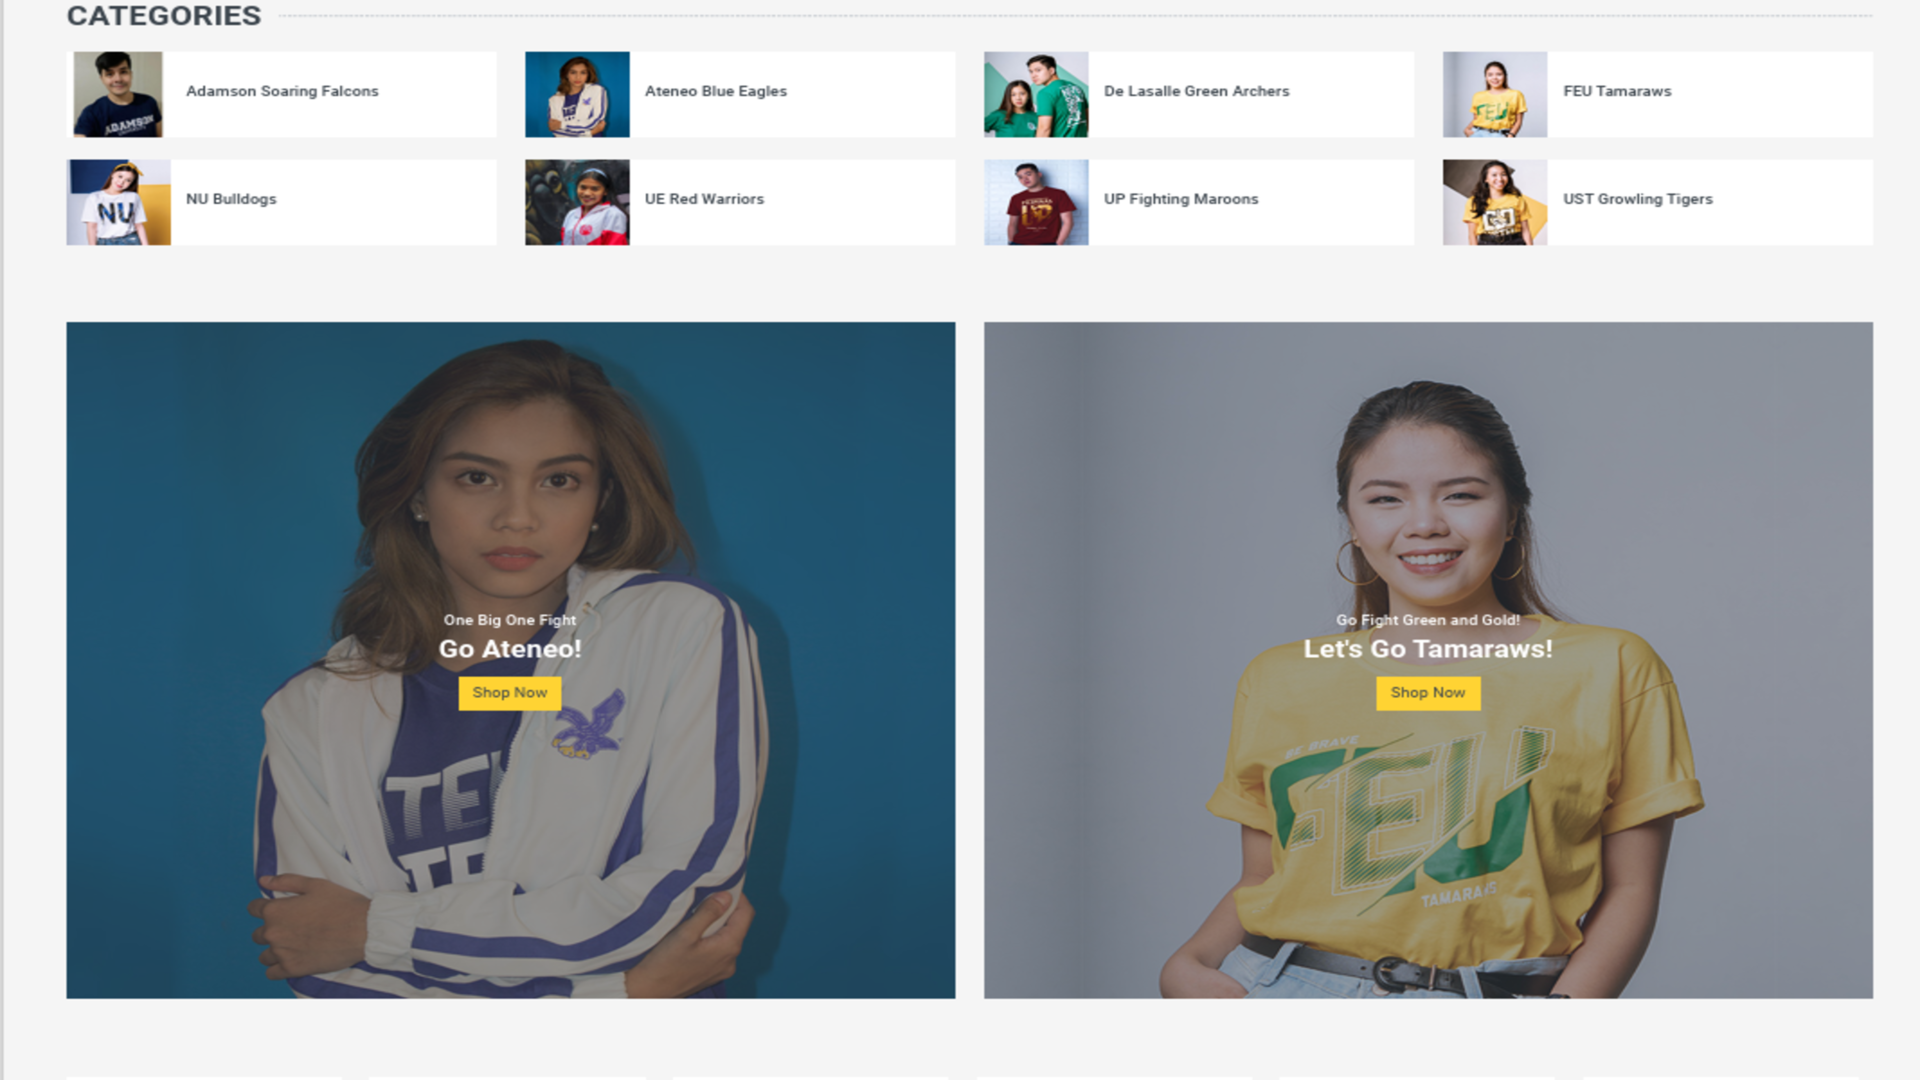 CATEGORIES
Adamson Soaring Falcons
Ateneo Blue Eagles
De Lasalle Green Archers
FEU Tamaraws
ADAMSON
FEU
NU Bulldogs
UE Red Warriors
UP Fighting Maroons
UST Growling Tigers
NU
UP
One Big One Fight
Go Ateneo!
Shop Now
TE
Go Fight Green and Gold!
Let's Go Tamaraws!
Shop Now
BE BRAVE
FEU
TAMARAWS